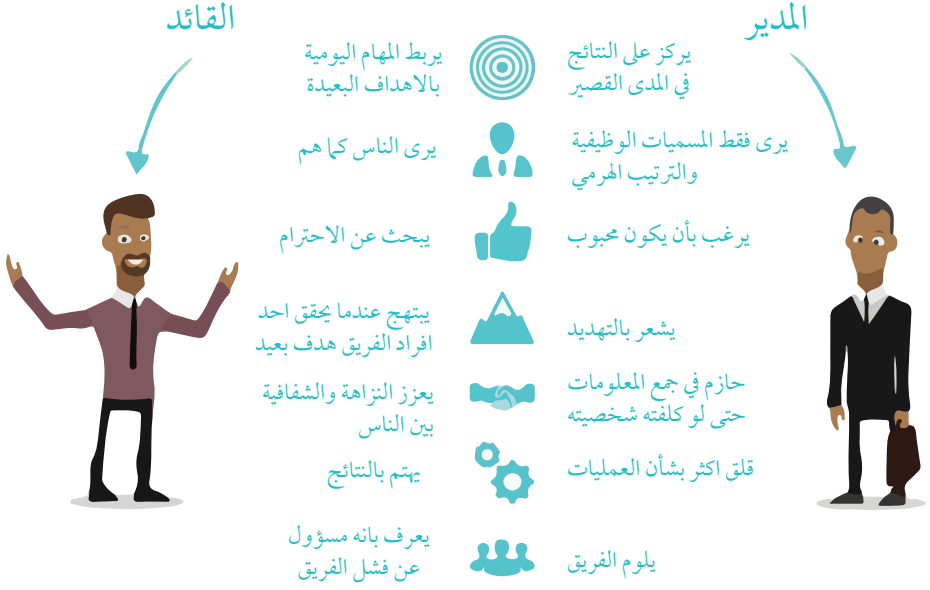 المدير
القائد
يركز على النتائج
في المدى القصير
يربط المهام اليومية
بالاهداف البعيدة
يرى فقط المسميات الوظيفية
والترتيب الهرمي
يرى الناس كما هم
يرغب بأن يكون محبوب
يبحث عن الاحترام
يشعر بالتهديد
يبتهج عندما يحقق احد
افراد الفريق هدف بعيد
حازم في جمع المعلومات
حتى لو كلفته شخصيته
يعزز النزاهة والشفافية
بين الناس
قلق اكثر بشأن العمليات
يهتم بالنتائج
يلوم الفريق
يعرف بانه مسؤول
عن فشل الفريق